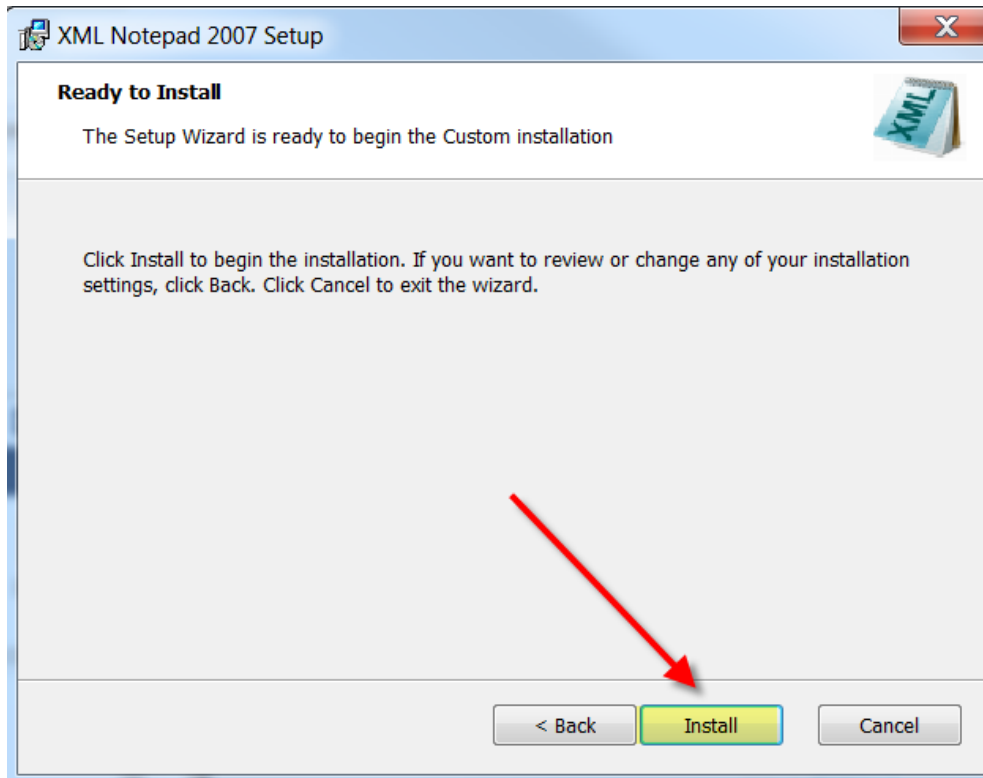 XML Notepad 2007 Setup
X
Ready to Install
The Setup Wizard is ready to begin the Custom installation
XML
Click Install to begin the installation. If you want to review or change any of your installation
settings, click Back. Click Cancel to exit the wizard.
< Back Install Cancel